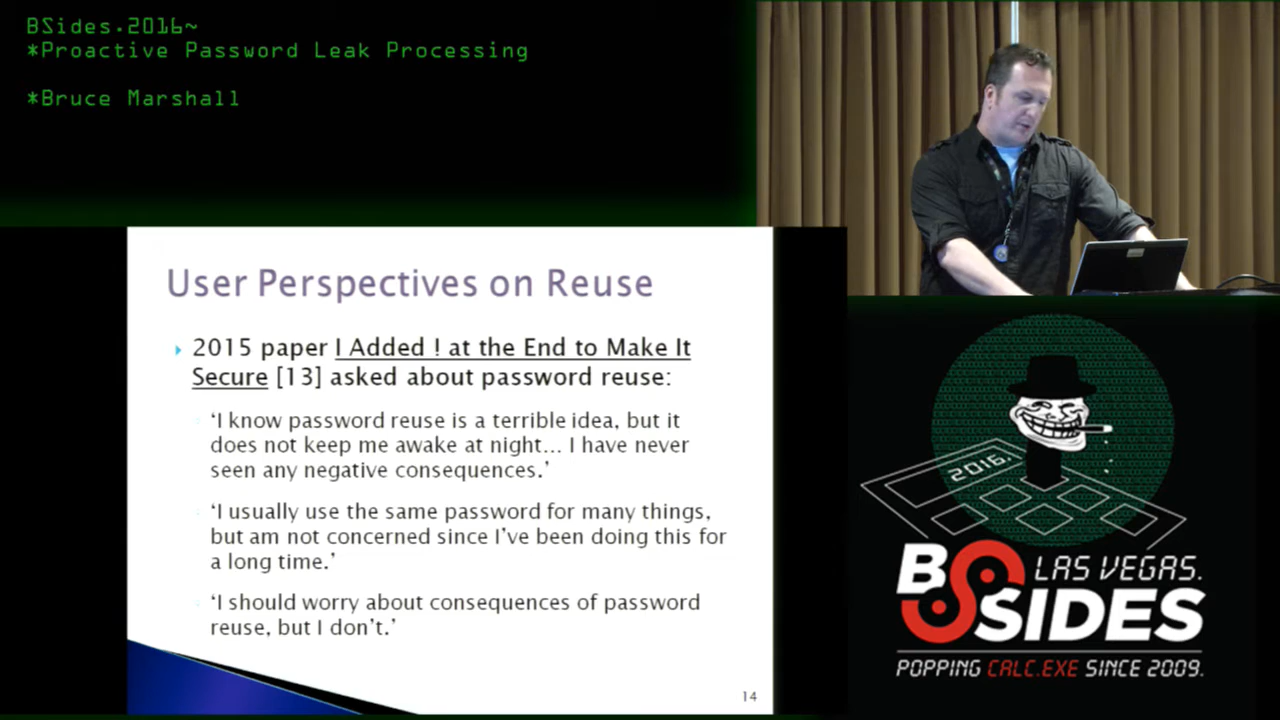 BSides.2016~
*Proactive Password Leak Processing
*Bruce Marshall
User Perspectives on Reuse
2015 paper I Added ! at the End to Make It
Secure [13] asked about password reuse:
‘I know password reuse is a terrible idea, but it
does not keep me awake at night... I have never
seen any negative consequences.’
‘I usually use the same password for many things,
but am not concerned since I’ve been doing this for
a long time.’
‘I should worry about consequences of password
reuse, but I don’t.’
14
2016.
BSIDES
LAS VEGAS.
POPPING CALC.EXE SINCE 2009.